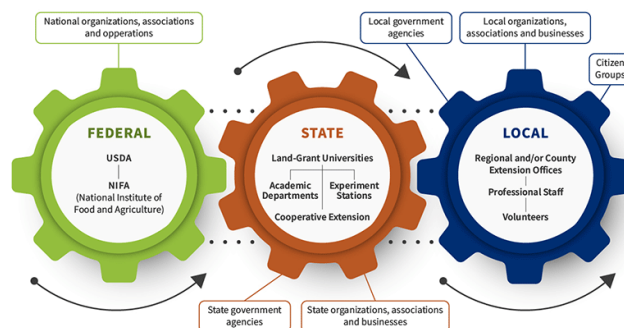 National organizations, associations
and opperations
Local government
agencies
Local organizations,
associations and businesses
Citizen
Groups
FEDERAL
USDA
NIFA
(National Institute of
Food and Agriculture)
STATE
Land-Grant Universities
Academic
Departments
Experiment
Stations
Cooperative Extension
LOCAL
Regional and/or County
Extension Offices
Professional Staff
Volunteers
State government
agencies
State organizations, associations
and businesses